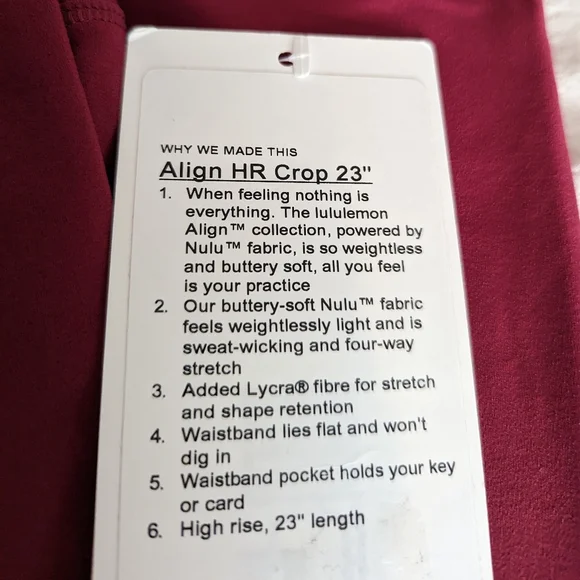 WHY WE MADE THIS
Align HR Crop 23"
1. When feeling nothing is
everything. The lululemon
Align™ collection, powered by
Nulu™ fabric, is so weightless
and buttery soft, all you feel
is your practice
2. Our buttery-soft Nulu™ fabric
feels weightlessly light and is
sweat-wicking and four-way
stretch
3. Added Lycra® fibre for stretch
and shape retention
4. Waistband lies flat and won't
dig in
5. Waistband pocket holds your key
or card
6. High rise, 23" length